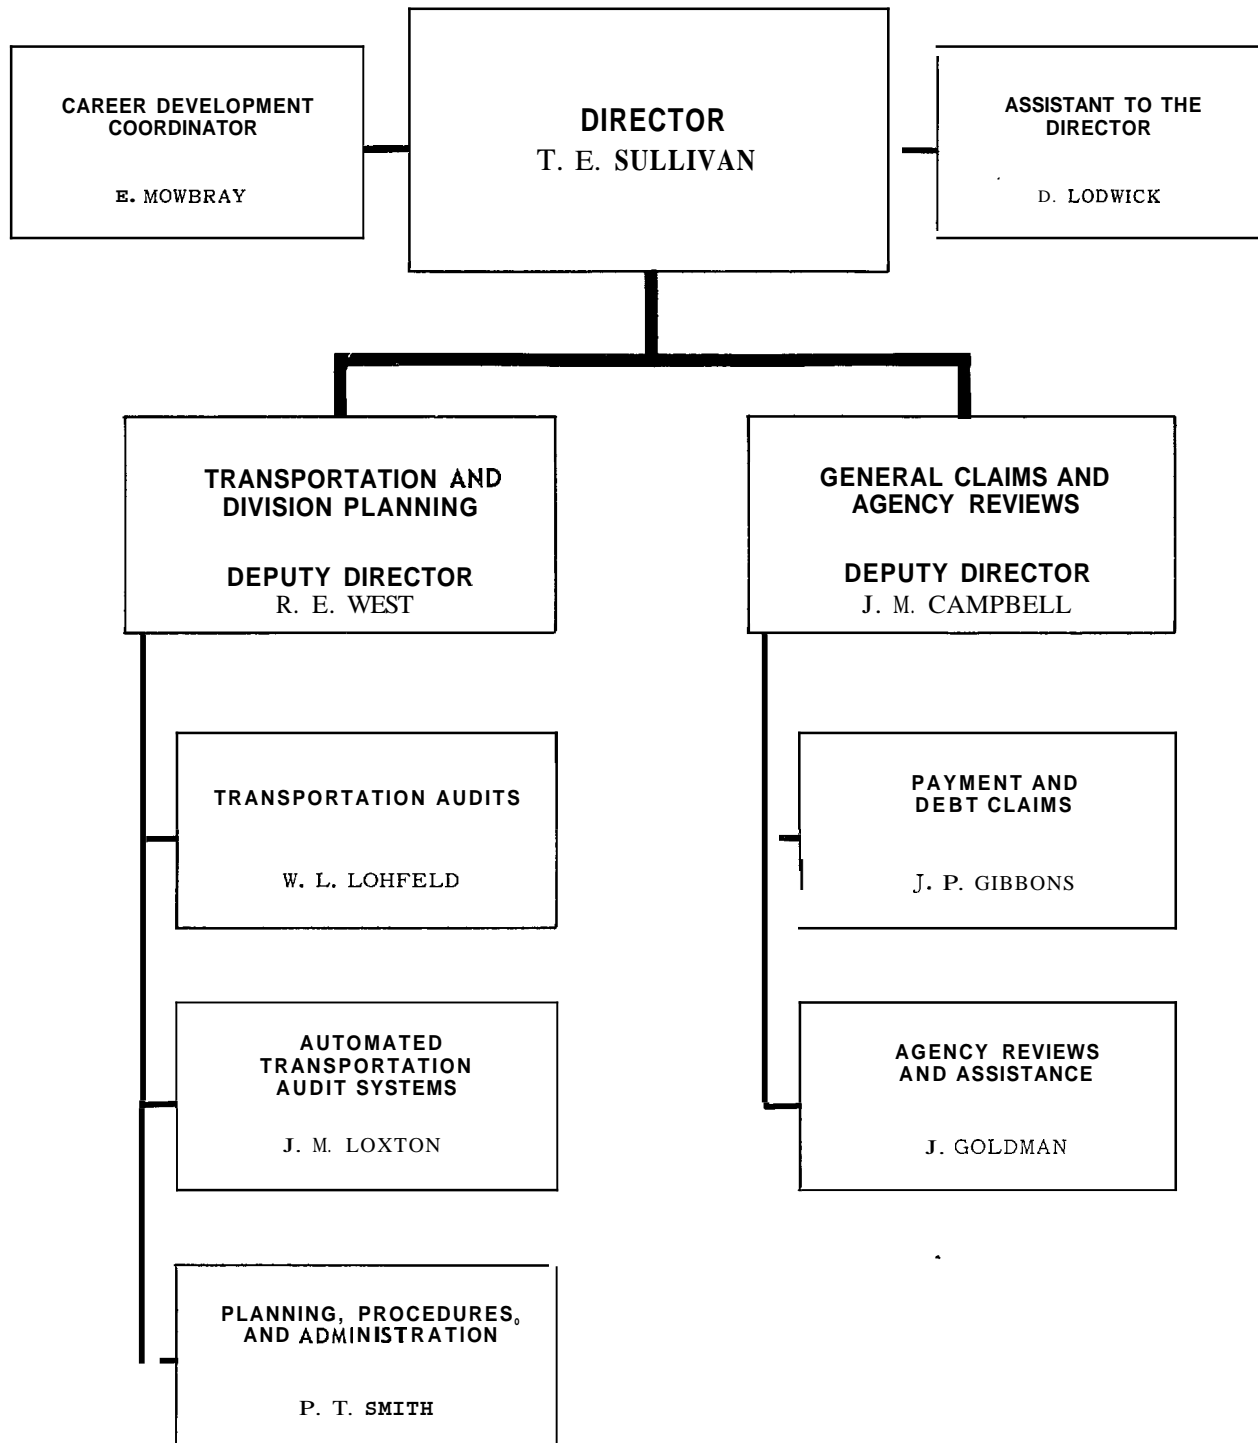 CAREER DEVELOPMENT
COORDINATOR
E. MOWBRAY
DIRECTOR
T. E. SULLIVAN
ASSISTANT TO THE
DIRECTOR
D. LODWICK
TRANSPORTATION AND
DIVISION PLANNING
DEPUTY DIRECTOR
R. E. WEST
GENERAL CLAIMS AND
AGENCY REVIEWS
DEPUTY DIRECTOR
J. M. CAMPBELL
TRANSPORTATION AUDITS
W. L. LOHFELD
PAYMENT AND
DEBT CLAIMS
J. P. GIBBONS
AUTOMATED
TRANSPORTATION
AUDIT SYSTEMS
J. M. LOXTON
AGENCY REVIEWS
AND ASSISTANCE
J. GOLDMAN
PLANNING, PROCEDURES,
AND ADMINISTRATION
P. T. SMITH